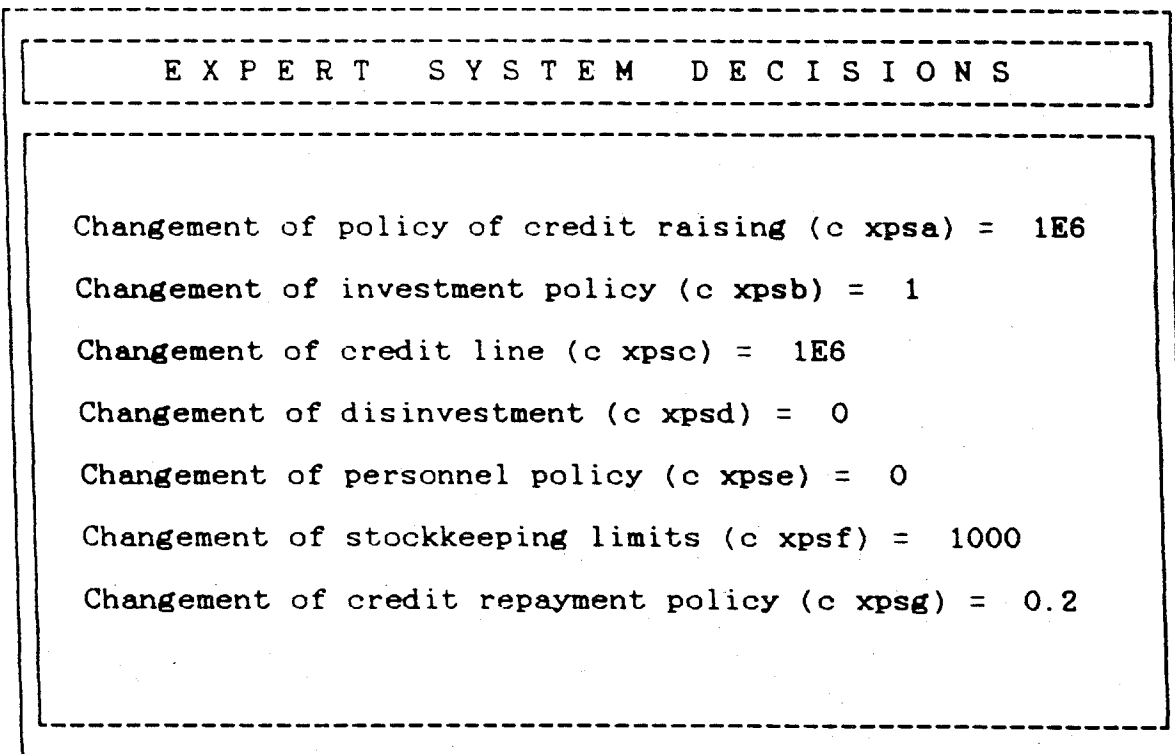 EXPERT SYSTEM DECISIONS
Changement of policy of credit raising (c xpsa) = 1E6
Changement of investment policy (c xpsb) = 1
Changement of credit line (c xpsc) = 1E6
Changement of disinvestment (c xpsd) = 0
Changement of personnel policy (c xpse) = 0
Changement of stockkeeping limits (c xpsf) = 1000
Changement of credit repayment policy (c xpsg) = 0.2